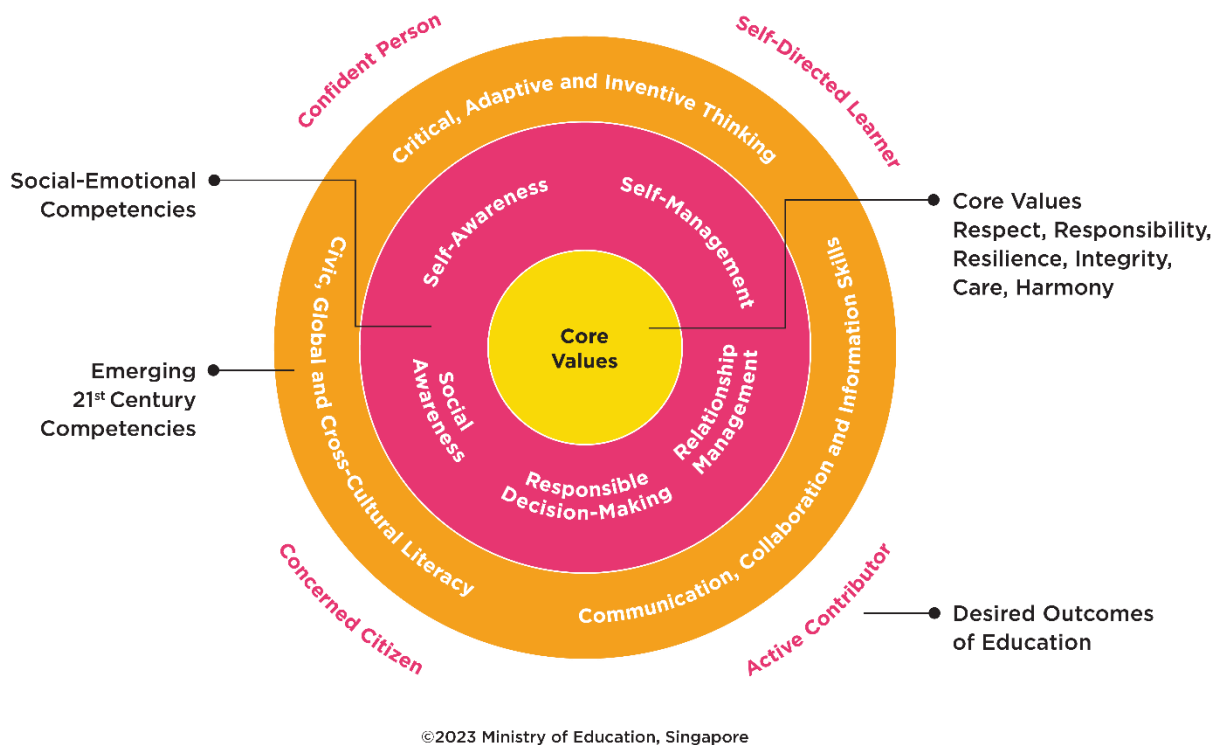 Confident Person
Self-Directed Learner
Critical, Adaptive and Inventive Thinking
Social-Emotional
Competencies
Self-Awareness
Self-Management
Core Values
Respect, Responsibility,
Resilience, Integrity,
Care, Harmony
Civic, Global and Cross-Cultural Literacy
Core
Values
Emerging
21st Century
Competencies
Social
Awareness
Relationship
Management
Responsible
Decision-Making
Communication, Collaboration and Information Skills
Concerned Citizen
Active Contributor
Desired Outcomes
of Education
©2023 Ministry of Education, Singapore